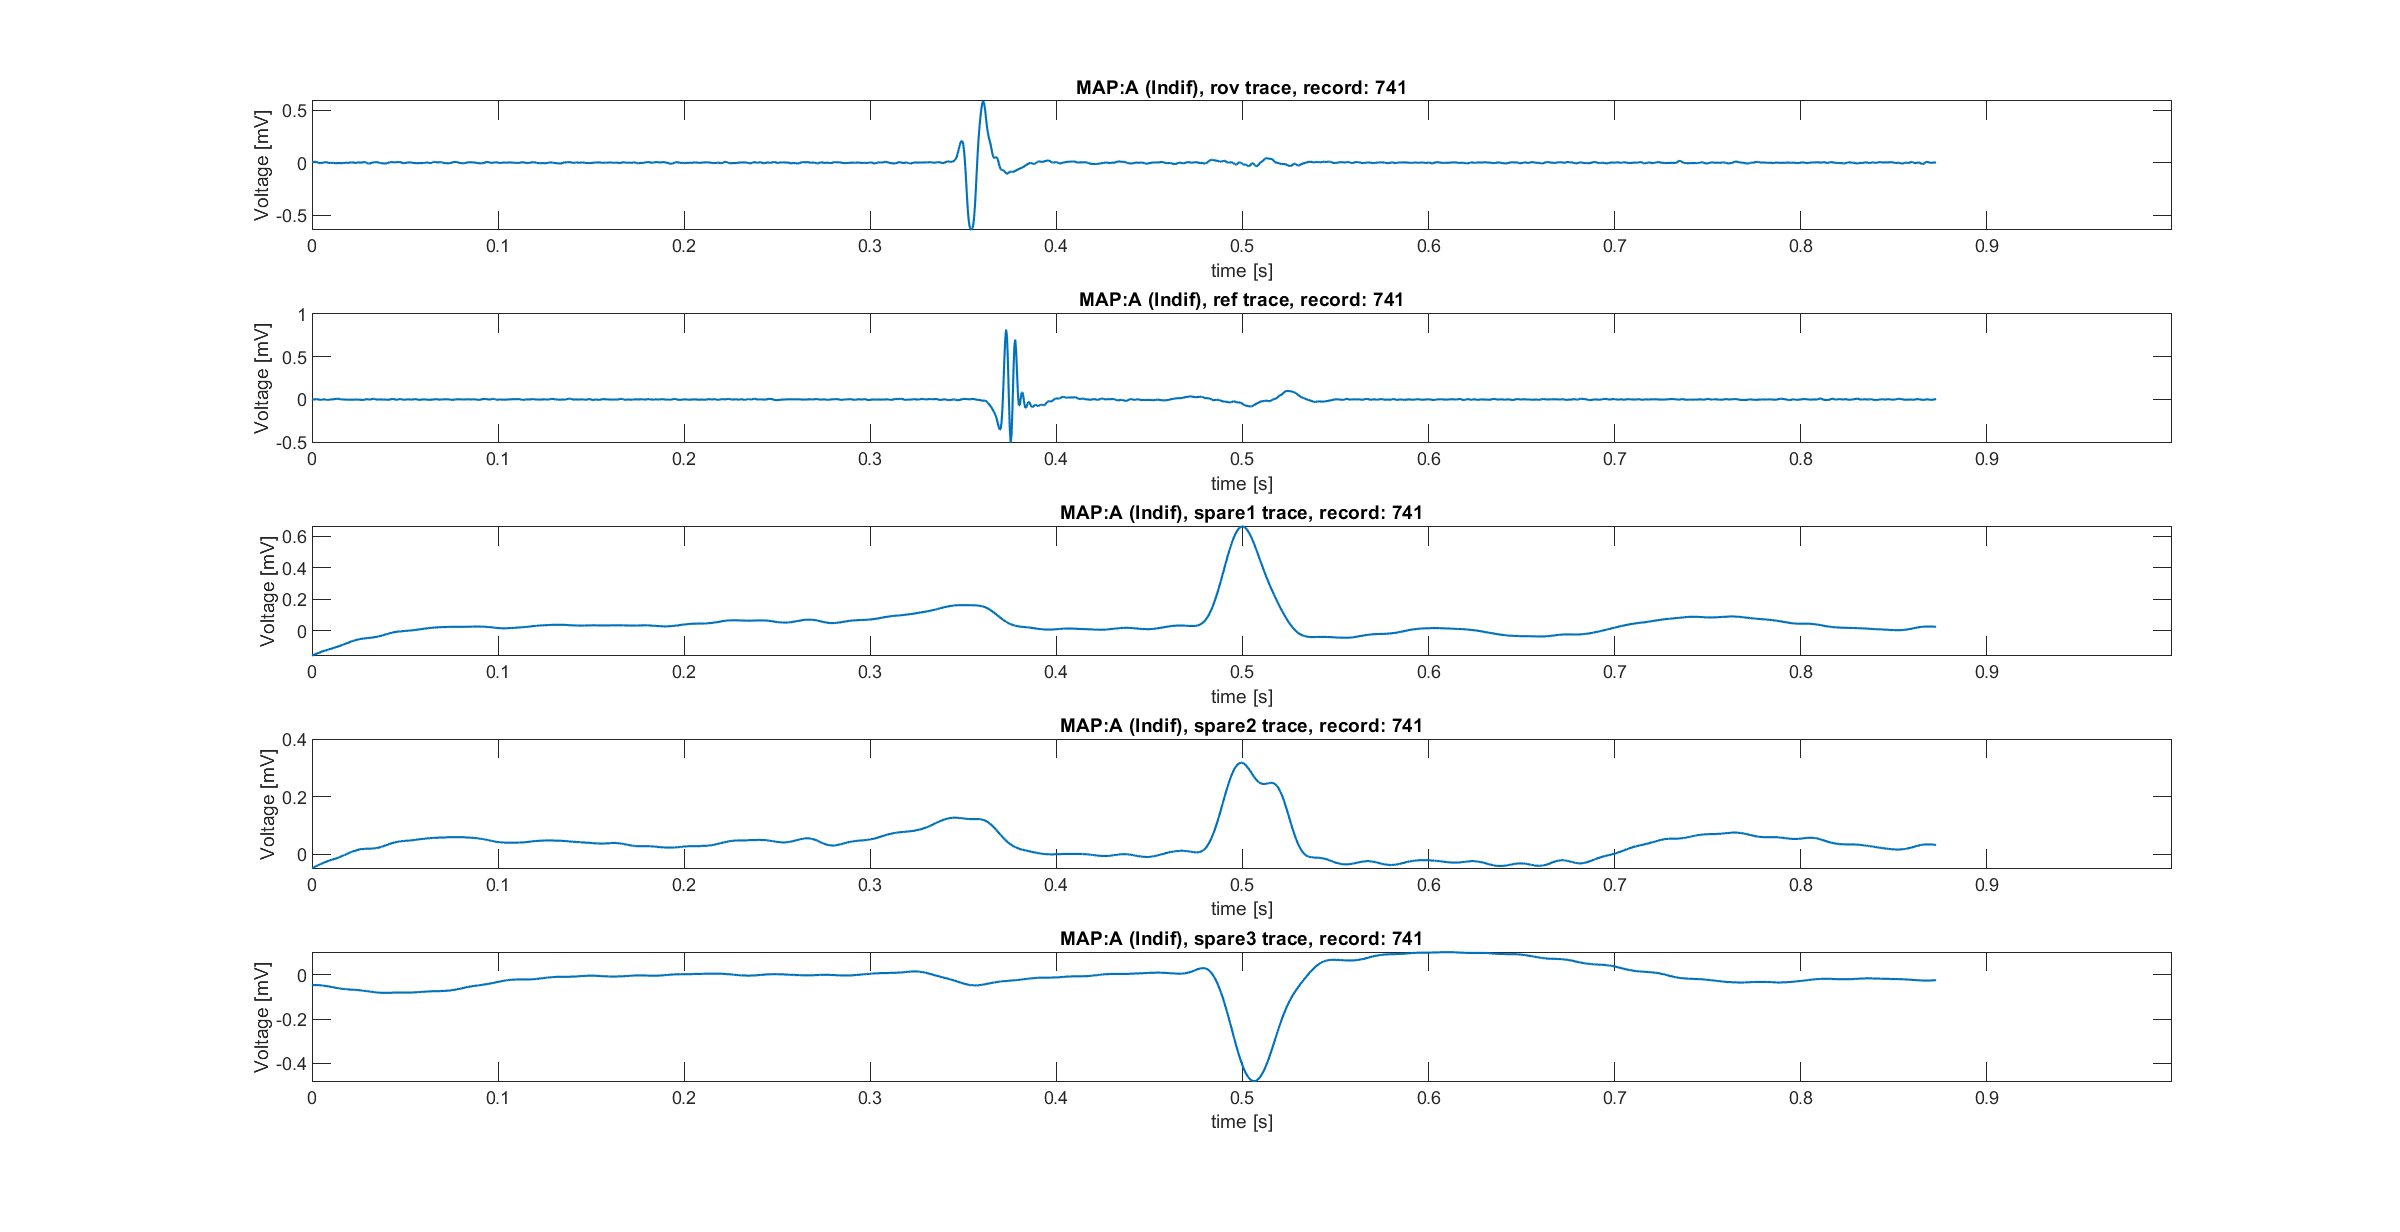 MAP:A (Indif), rov trace, record: 741
Voltage [mV]
0.5
0
-0.5
0 0.1 0.2 0.3 0.4 0.5 0.6 0.7 0.8 0.9
time [s]
MAP:A (Indif), ref trace, record: 741
Voltage [mV]
1
0.5
0
-0.5
0 0.1 0.2 0.3 0.4 0.5 0.6 0.7 0.8 0.9
time [s]
MAP:A (Indif), spare1 trace, record: 741
Voltage [mV]
0.6
0.4
0.2
0
0 0.1 0.2 0.3 0.4 0.5 0.6 0.7 0.8 0.9
time [s]
MAP:A (Indif), spare2 trace, record: 741
Voltage [mV]
0.4
0.2
0
0 0.1 0.2 0.3 0.4 0.5 0.6 0.7 0.8 0.9
time [s]
MAP:A (Indif), spare3 trace, record: 741
Voltage [mV]
0
-0.2
-0.4
0 0.1 0.2 0.3 0.4 0.5 0.6 0.7 0.8 0.9
time [s]